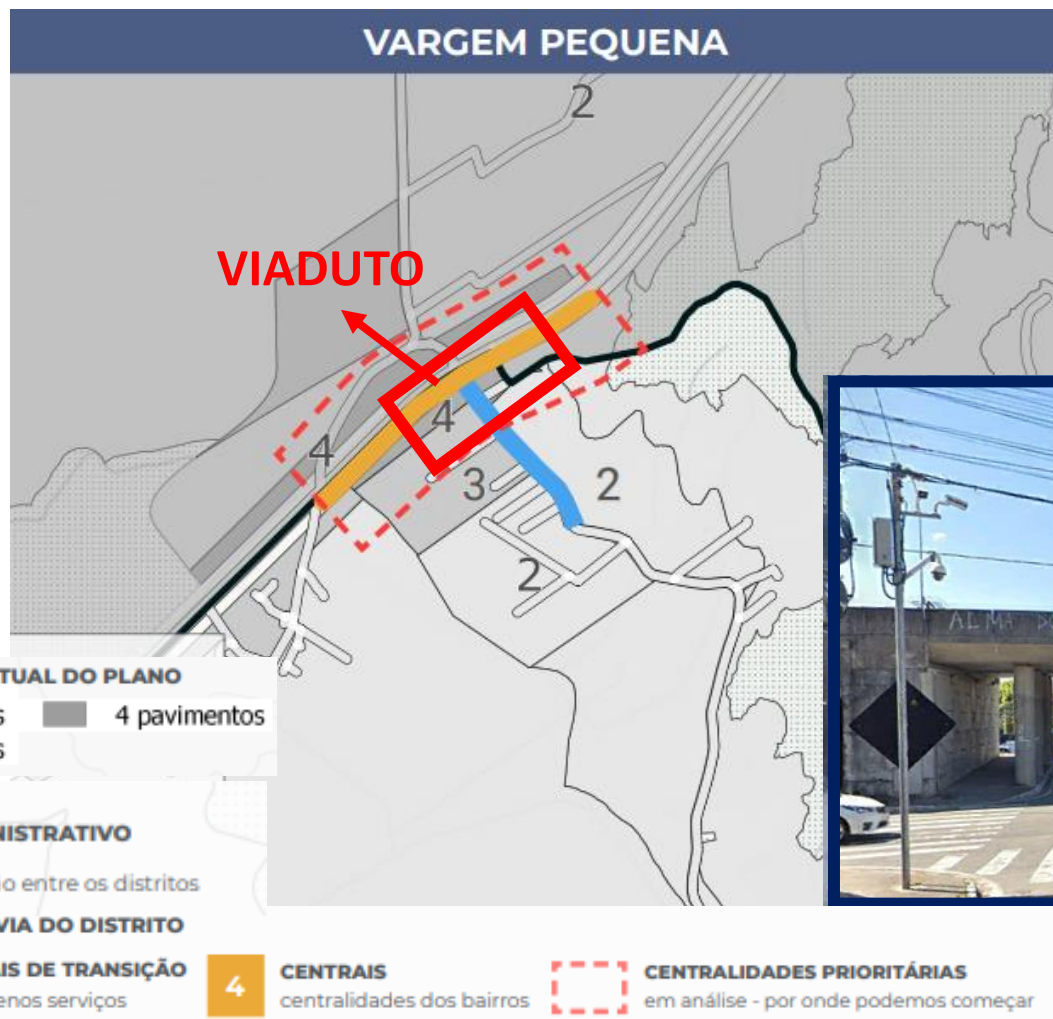 VARGEM PEQUENA
2
VIADUTO
4
4
3
2
2
ALMA
TUAL DO PLANO
s 4 pavimentos
s
NISTRATIVO
io entre os distritos
VIA DO DISTRITO
IS DE TRANSIÇÃO
enos serviços
4
CENTRAIS
centralidades dos bairros
CENTRALIDADES PRIORITÁRIAS
em análise - por onde podemos começar